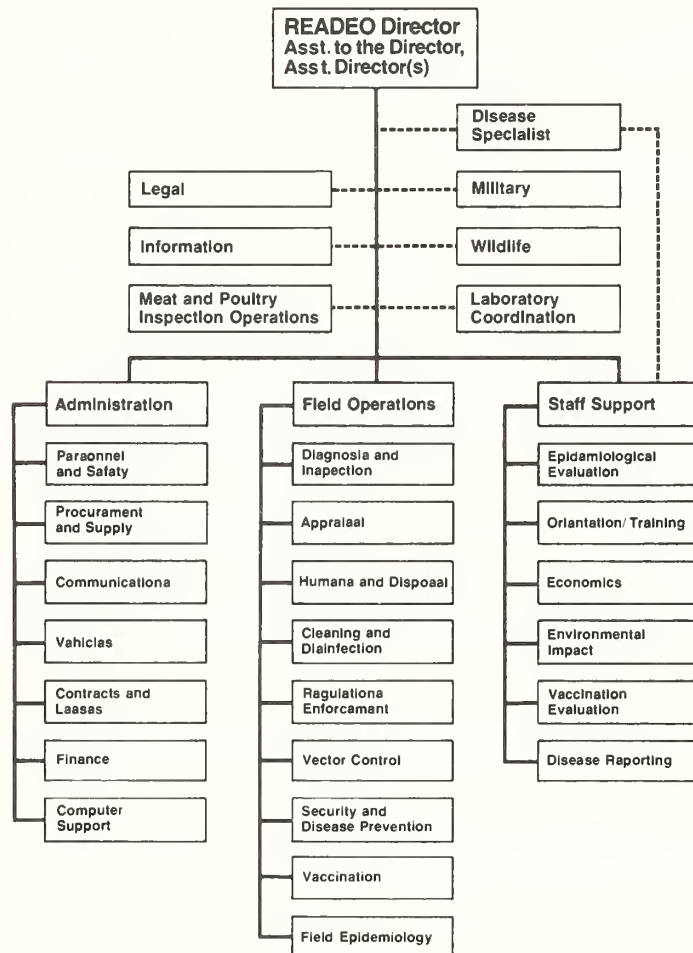 READEO Director
Asst. to the Director,
Asst. Director(s)
Disease
Specialist
Legal
Military
Information
Wildlife
Meat and Poultry
Inspection Operations
Laboratory
Coordination
Administration
Paraonnel
and Safaty
Procurament
and Supply
Communicationa
Vahiclas
Contracts and
Laasas
Finance
Computer
Support
Field Operations
Diagnosia and
Inapection
Appraiaal
Humana and Dispoaal
Cleaning and
Diainfection
Ragulationa
Enforcamant
Vector Control
Security and
Disease Prevention
Vaccination
Field Epidemiology
Staff Support
Epidamiological
Evaluation
Oriantation/Training
Economics
Environmental
Impact
Vaccination
Evaluation
Disease Raporting